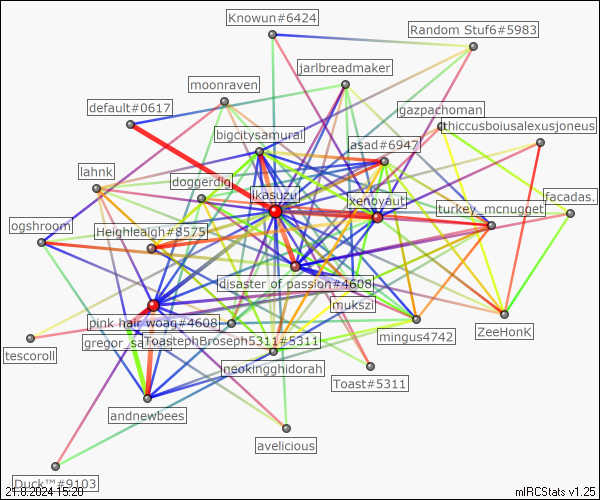 Knowun#6424
Random Stuf6#5983
jarlbreadmaker
moonraven
default#0617
gazpachoman
thiccusboiusalexusjoneus
bigcitysamurai
asad#6947
lahnk
doggerdig
ikasuzu
xenoyaut
facadas.
turkey_mcnugget
ogshroom
Heighleaigh#8575
disaster of passion#4608
mukszi
pink hair woag#4608
mingus4742
ZeeHonK
gregor_sa
ToastephBroseph5311#5311
tescoroll
neokingghidorah
Toast#5311
andnewbees
avelicious
Duck™#9103
21.8.2024 15:20
mIRCStats v1.25